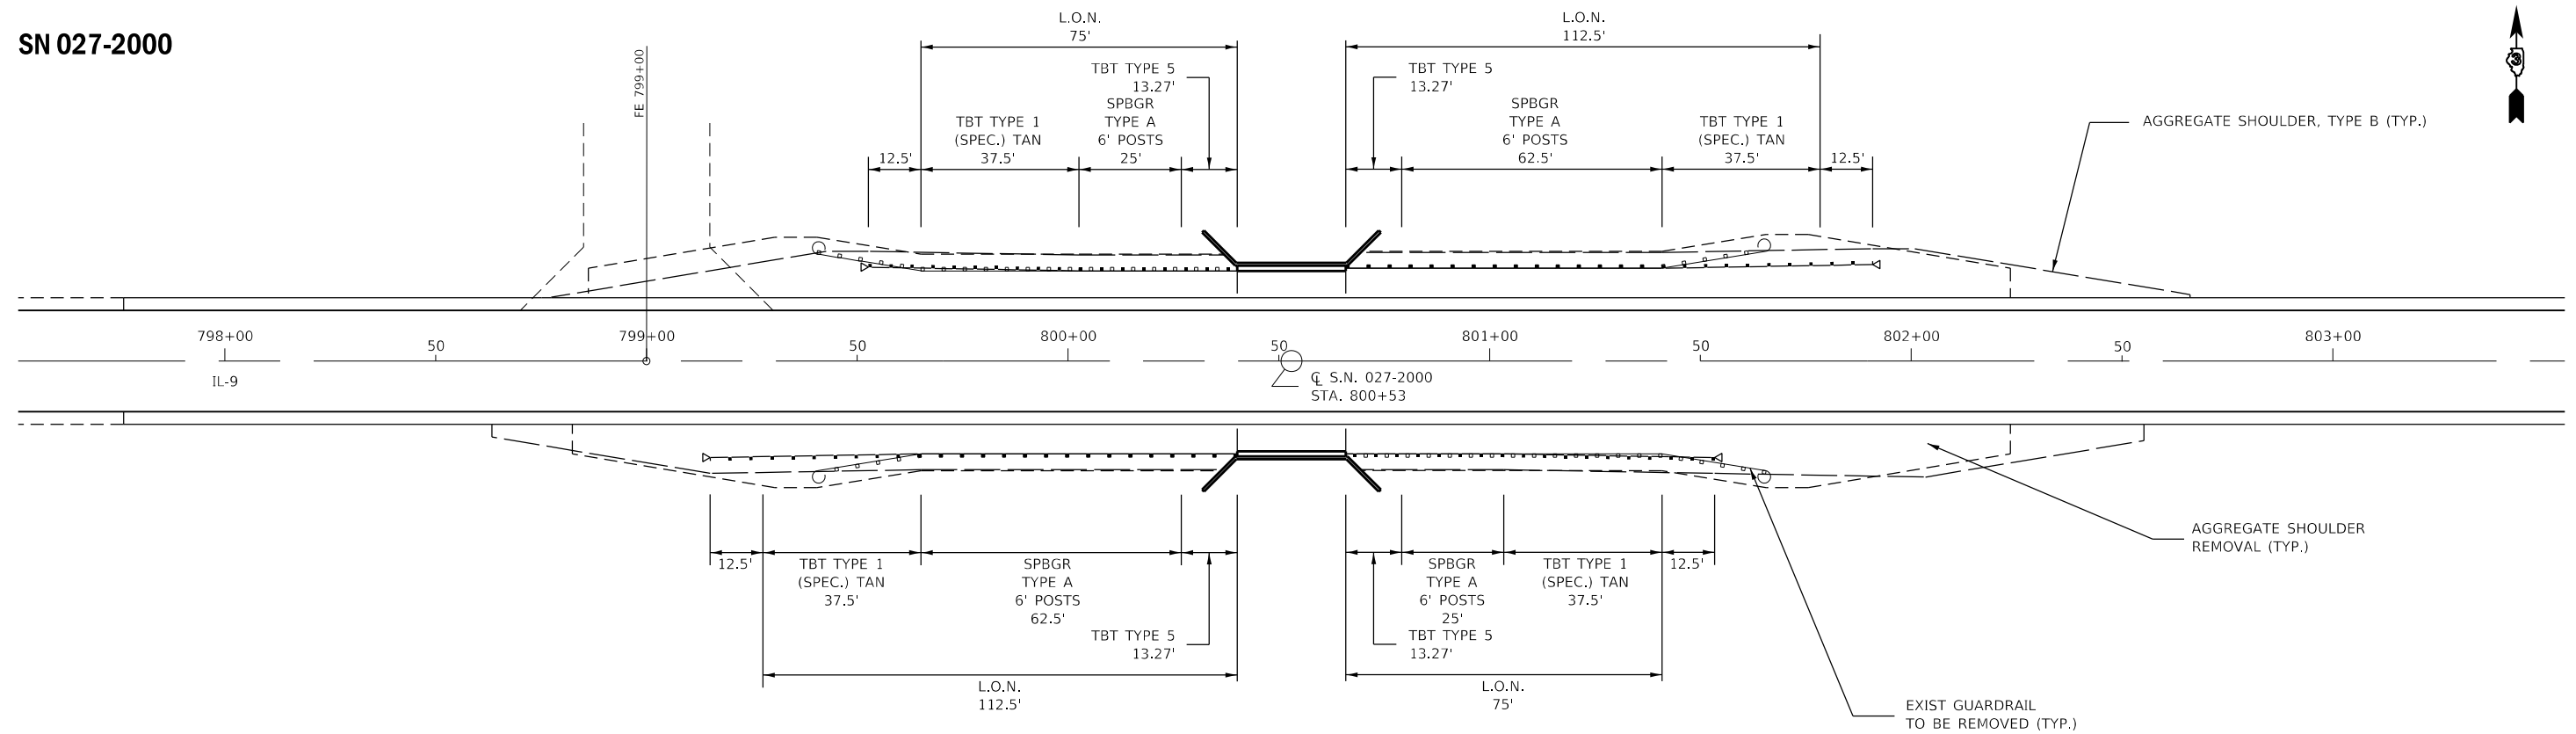 SN 027-2000
L.O.N.
75'
L.O.N.
112.5'
3
FE 799+00
TBT TYPE 5
13.27'
TBT TYPE 5
13.27'
12.5'
TBT TYPE 1
(SPEC.) TAN
37.5'
SPBGR
TYPE A
6' POSTS
25'
SPBGR
TYPE A
6' POSTS
62.5'
TBT TYPE 1
(SPEC.) TAN
37.5'
12.5'
AGGREGATE SHOULDER, TYPE B (TYP.)
798+00
50
799+00
50
800+00
50
801+00
50
802+00
50
803+00
IL-9
℄ S.N. 027-2000
STA. 800+53
12.5'
TBT TYPE 1
(SPEC.) TAN
37.5'
SPBGR
TYPE A
6' POSTS
62.5'
TBT TYPE 5
13.27'
SPBGR
TYPE A
6' POSTS
25'
TBT TYPE 5
13.27'
TBT TYPE 1
(SPEC.) TAN
37.5'
12.5'
AGGREGATE SHOULDER
REMOVAL (TYP.)
L.O.N.
112.5'
L.O.N.
75'
EXIST GUARDRAIL
TO BE REMOVED (TYP.)